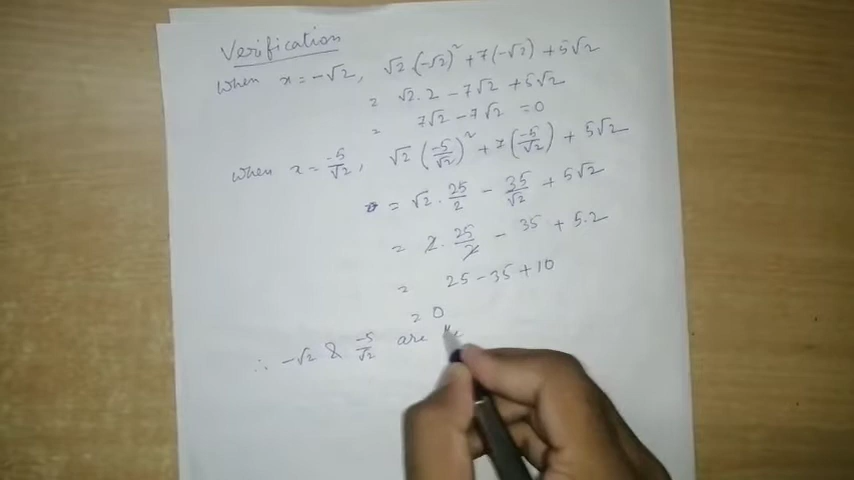 Verification
When x = -√2, √2 (-√2)² + 7(-√2) + 5√2
= √2 . 2 - 7√2 + 5√2
= 7√2 - 7√2 = 0
When x = -5/√2, √2 (-5/√2)² + 7(-5/√2) + 5√2
= √2 . 25/2 - 35/√2 + 5√2
= 2 . 25/2 - 35 + 5.2
= 25 - 35 + 10
= 0
∴ -√2 & -5/√2 are